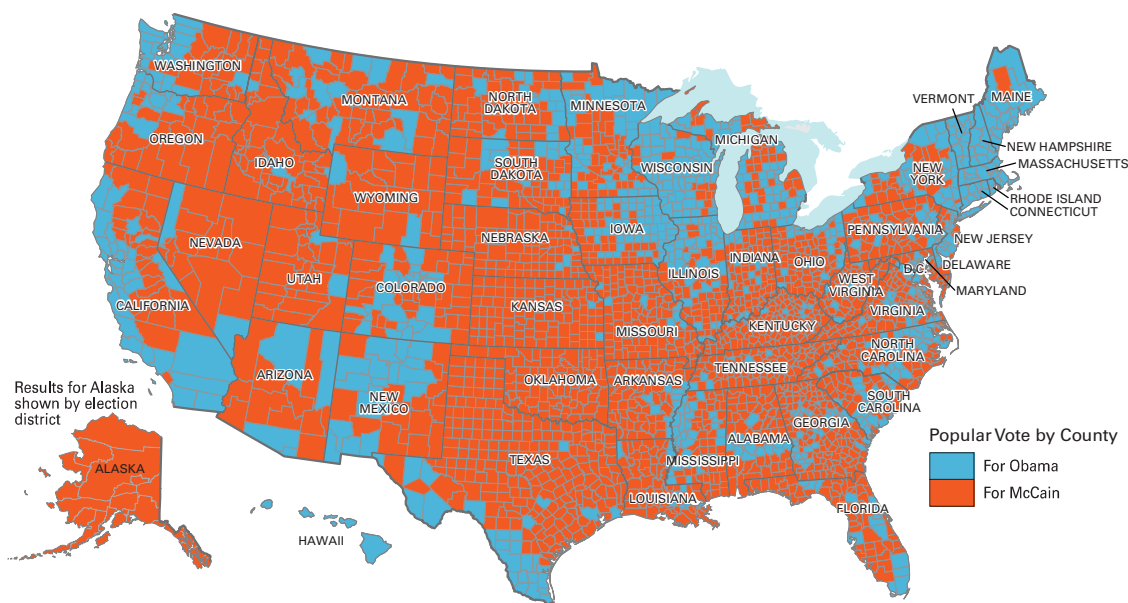 WASHINGTON
OREGON
IDAHO
MONTANA
NORTH
DAKOTA
MINNESOTA
SOUTH
DAKOTA
WISCONSIN
MICHIGAN
VERMONT
MAINE
NEW HAMPSHIRE
MASSACHUSETTS
NEW
YORK
RHODE ISLAND
CONNECTICUT
WYOMING
NEVADA
UTAH
COLORADO
CALIFORNIA
NEBRASKA
IOWA
KANSAS
MISSOURI
ILLINOIS
INDIANA
OHIO
PENNSYLVANIA
NEW JERSEY
D.C.
DELAWARE
MARYLAND
WEST
VIRGINIA
VIRGINIA
KENTUCKY
NORTH
CAROLINA
TENNESSEE
ARIZONA
NEW
MEXICO
OKLAHOMA
ARKANSAS
SOUTH
CAROLINA
GEORGIA
ALABAMA
MISSISSIPPI
TEXAS
LOUISIANA
FLORIDA
Results for Alaska
shown by election
district
ALASKA
HAWAII
Popular Vote by County
For Obama
For McCain